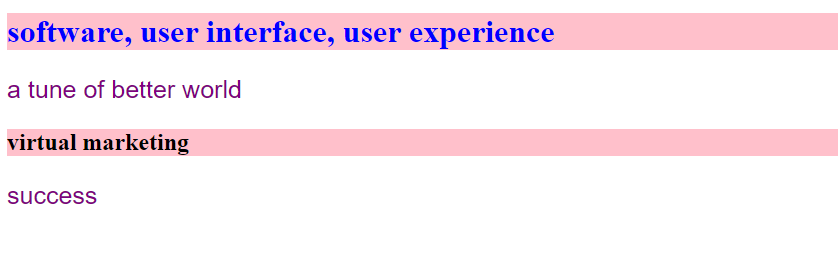 software, user interface, user experience
a tune of better world
virtual marketing
success